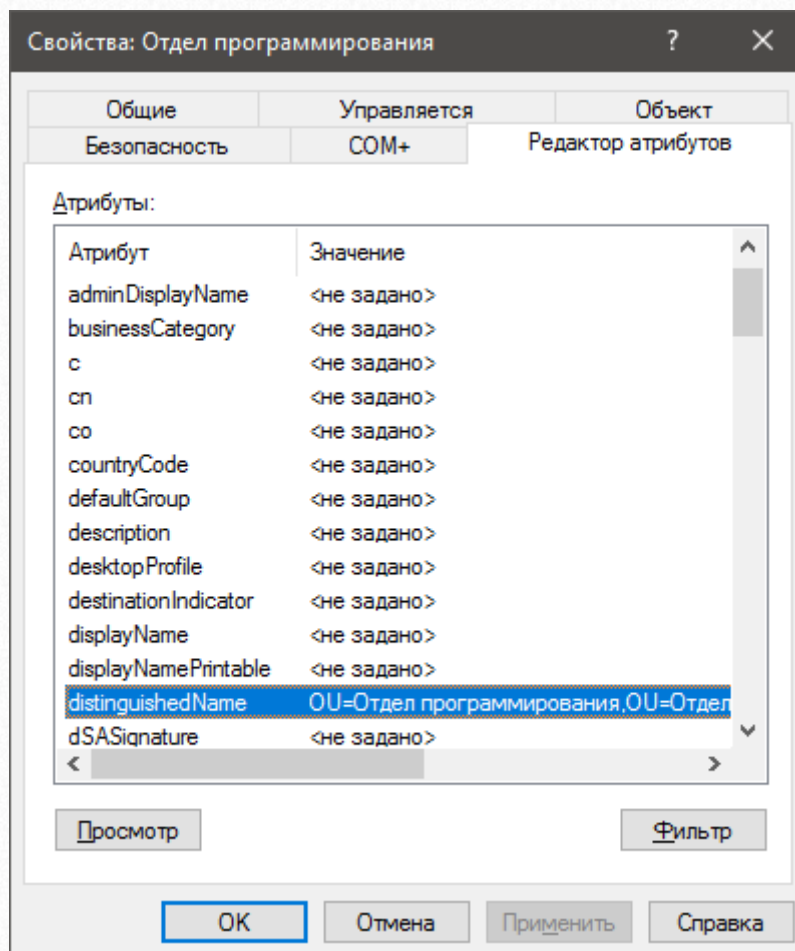 Свойства: Отдел программирования ? ×
Общие Управляется Объект
Безопасность COM+ Редактор атрибутов
Атрибуты:
Атрибут Значение
adminDisplayName <не задано>
businessCategory <не задано>
c <не задано>
cn <не задано>
co <не задано>
countryCode <не задано>
defaultGroup <не задано>
description <не задано>
desktopProfile <не задано>
destinationIndicator <не задано>
displayName <не задано>
displayNamePrintable <не задано>
distinguishedName OU=Отдел программирования,OU=Отдел
dSASignature <не задано>
Просмотр Фильтр
OK Отмена Применить Справка